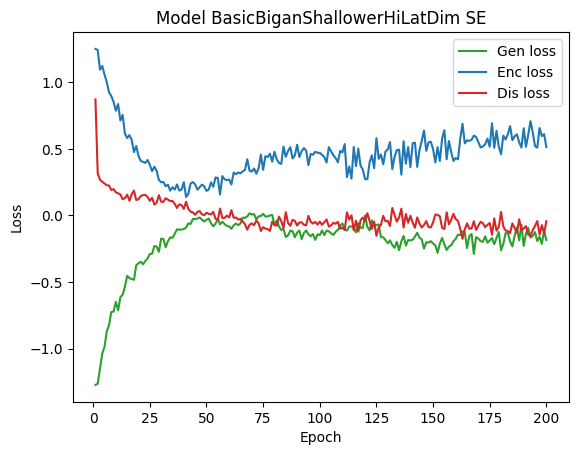 Model BasicBiganShallowerHiLatDim SE
Gen loss
Enc loss
Dis loss
1.0
0.5
0.0
−0.5
−1.0
Loss
0
25
50
75
100
125
150
175
200
Epoch